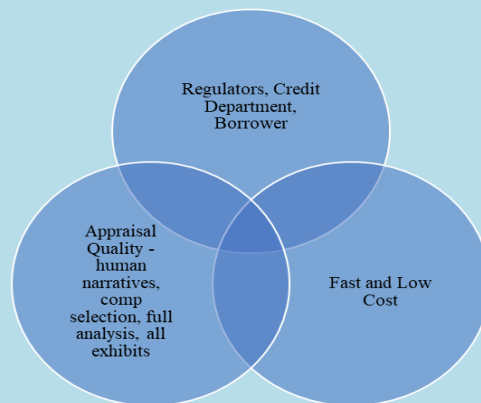 Regulators, Credit
Department,
Borrower
Appraisal
Quality -
human
narratives,
comp
selection, full
analysis, all
exhibits
Fast and Low
Cost